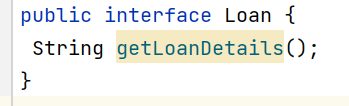 public interface Loan {
 String getLoanDetails();
}